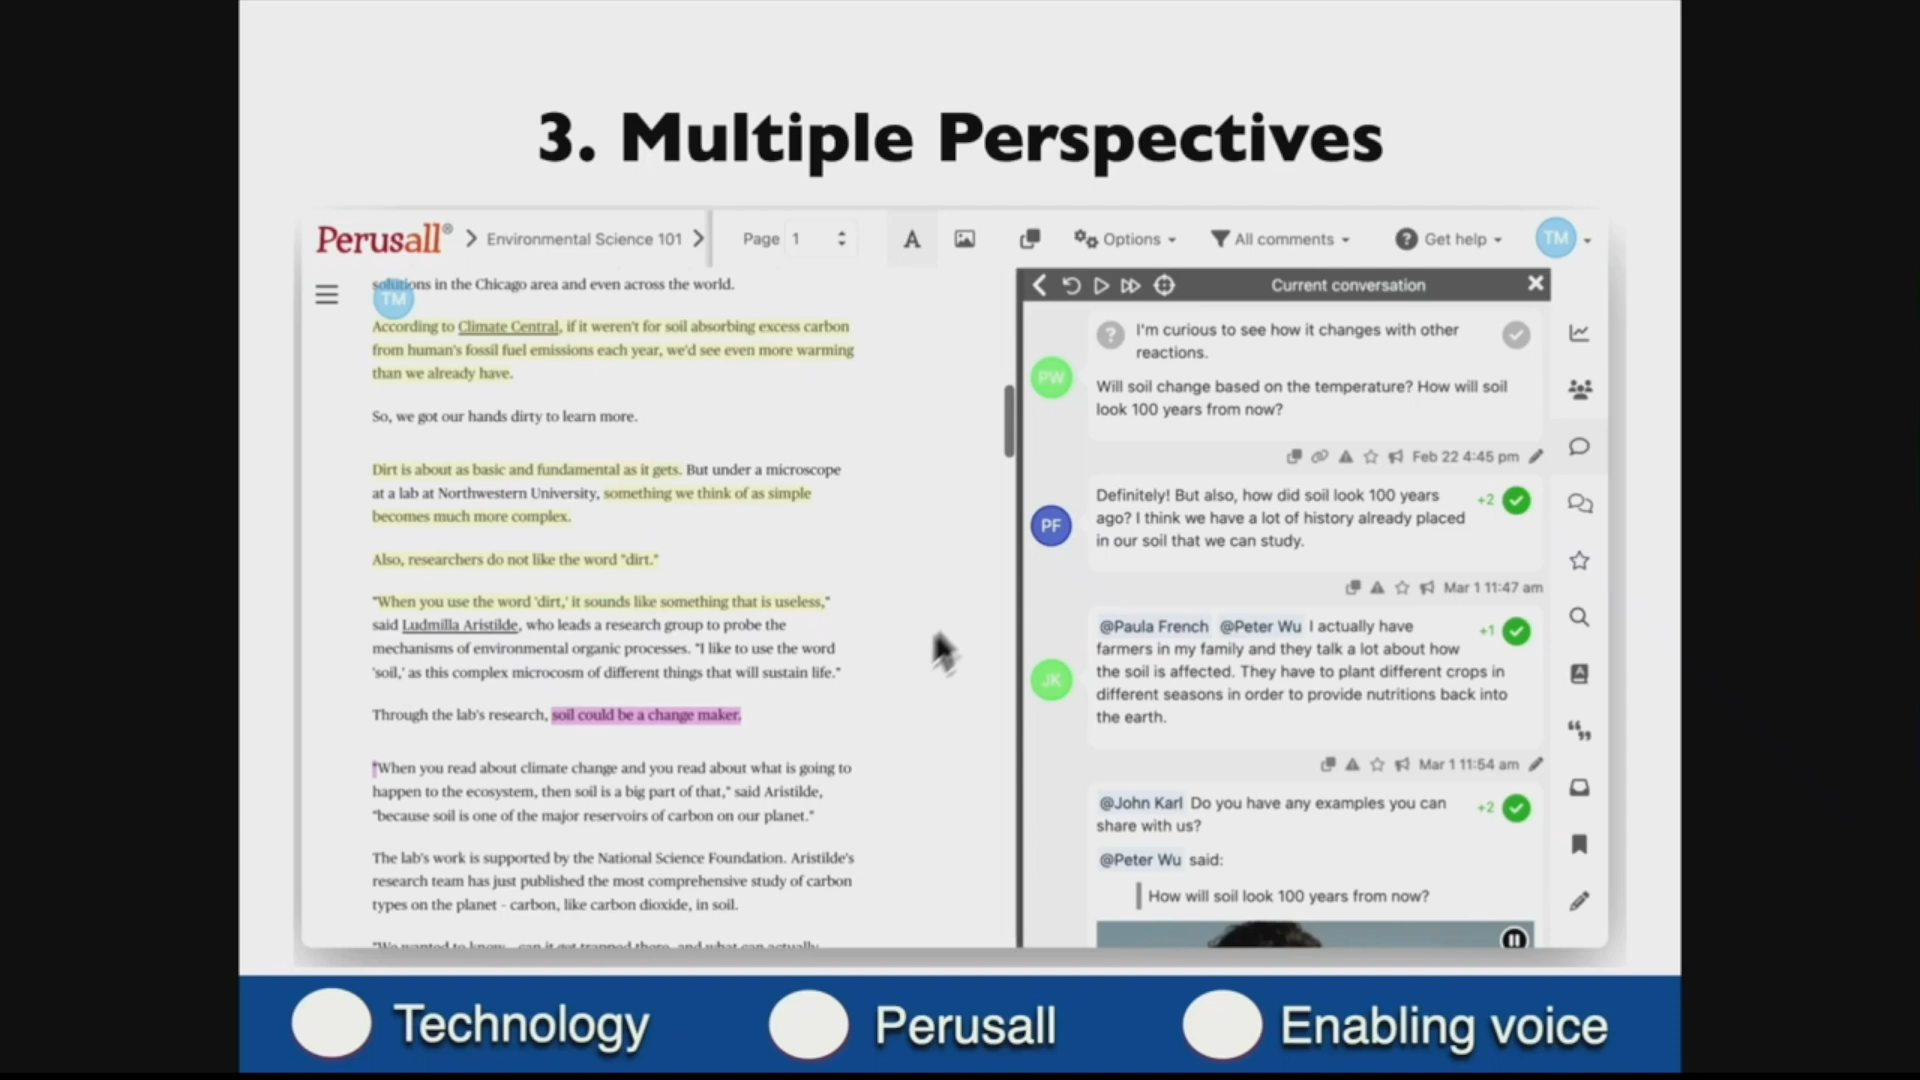 3. Multiple Perspectives
Perusall®
Environmental Science 101
Page 1
A
Options
All comments
? Get help
TM
solutions in the Chicago area and even across the world.
TM
According to Climate Central, if it weren't for soil absorbing excess carbon
from human's fossil fuel emissions each year, we'd see even more warming
than we already have.
So, we got our hands dirty to learn more.
Dirt is about as basic and fundamental as it gets. But under a microscope
at a lab at Northwestern University, something we think of as simple
becomes much more complex.
Also, researchers do not like the word "dirt."
"When you use the word 'dirt,' it sounds like something that is useless,"
said Ludmilla Aristilde, who leads a research group to probe the
mechanisms of environmental organic processes. "I like to use the word
'soil,' as this complex microcosm of different things that will sustain life."
Through the lab's research, soil could be a change maker.
"When you read about climate change and you read about what is going to
happen to the ecosystem, then soil is a big part of that," said Aristilde,
"because soil is one of the major reservoirs of carbon on our planet."
The lab's work is supported by the National Science Foundation. Aristilde's
research team has just published the most comprehensive study of carbon
types on the planet - carbon, like carbon dioxide, in soil.
"We wanted to know - can it get trapped there, and what can actually
Current conversation
? I'm curious to see how it changes with other
reactions.
PW
Will soil change based on the temperature? How will soil
look 100 years from now?
Feb 22 4:45 pm
PF
Definitely! But also, how did soil look 100 years
ago? I think we have a lot of history already placed
in our soil that we can study.
+2
Mar 1 11:47 am
JK
@Paula French @Peter Wu I actually have
farmers in my family and they talk a lot about how
the soil is affected. They have to plant different crops in
different seasons in order to provide nutritions back into
the earth.
+1
Mar 1 11:54 am
@John Karl Do you have any examples you can
share with us?
+2
@Peter Wu said:
How will soil look 100 years from now?
Technology
Perusall
Enabling voice